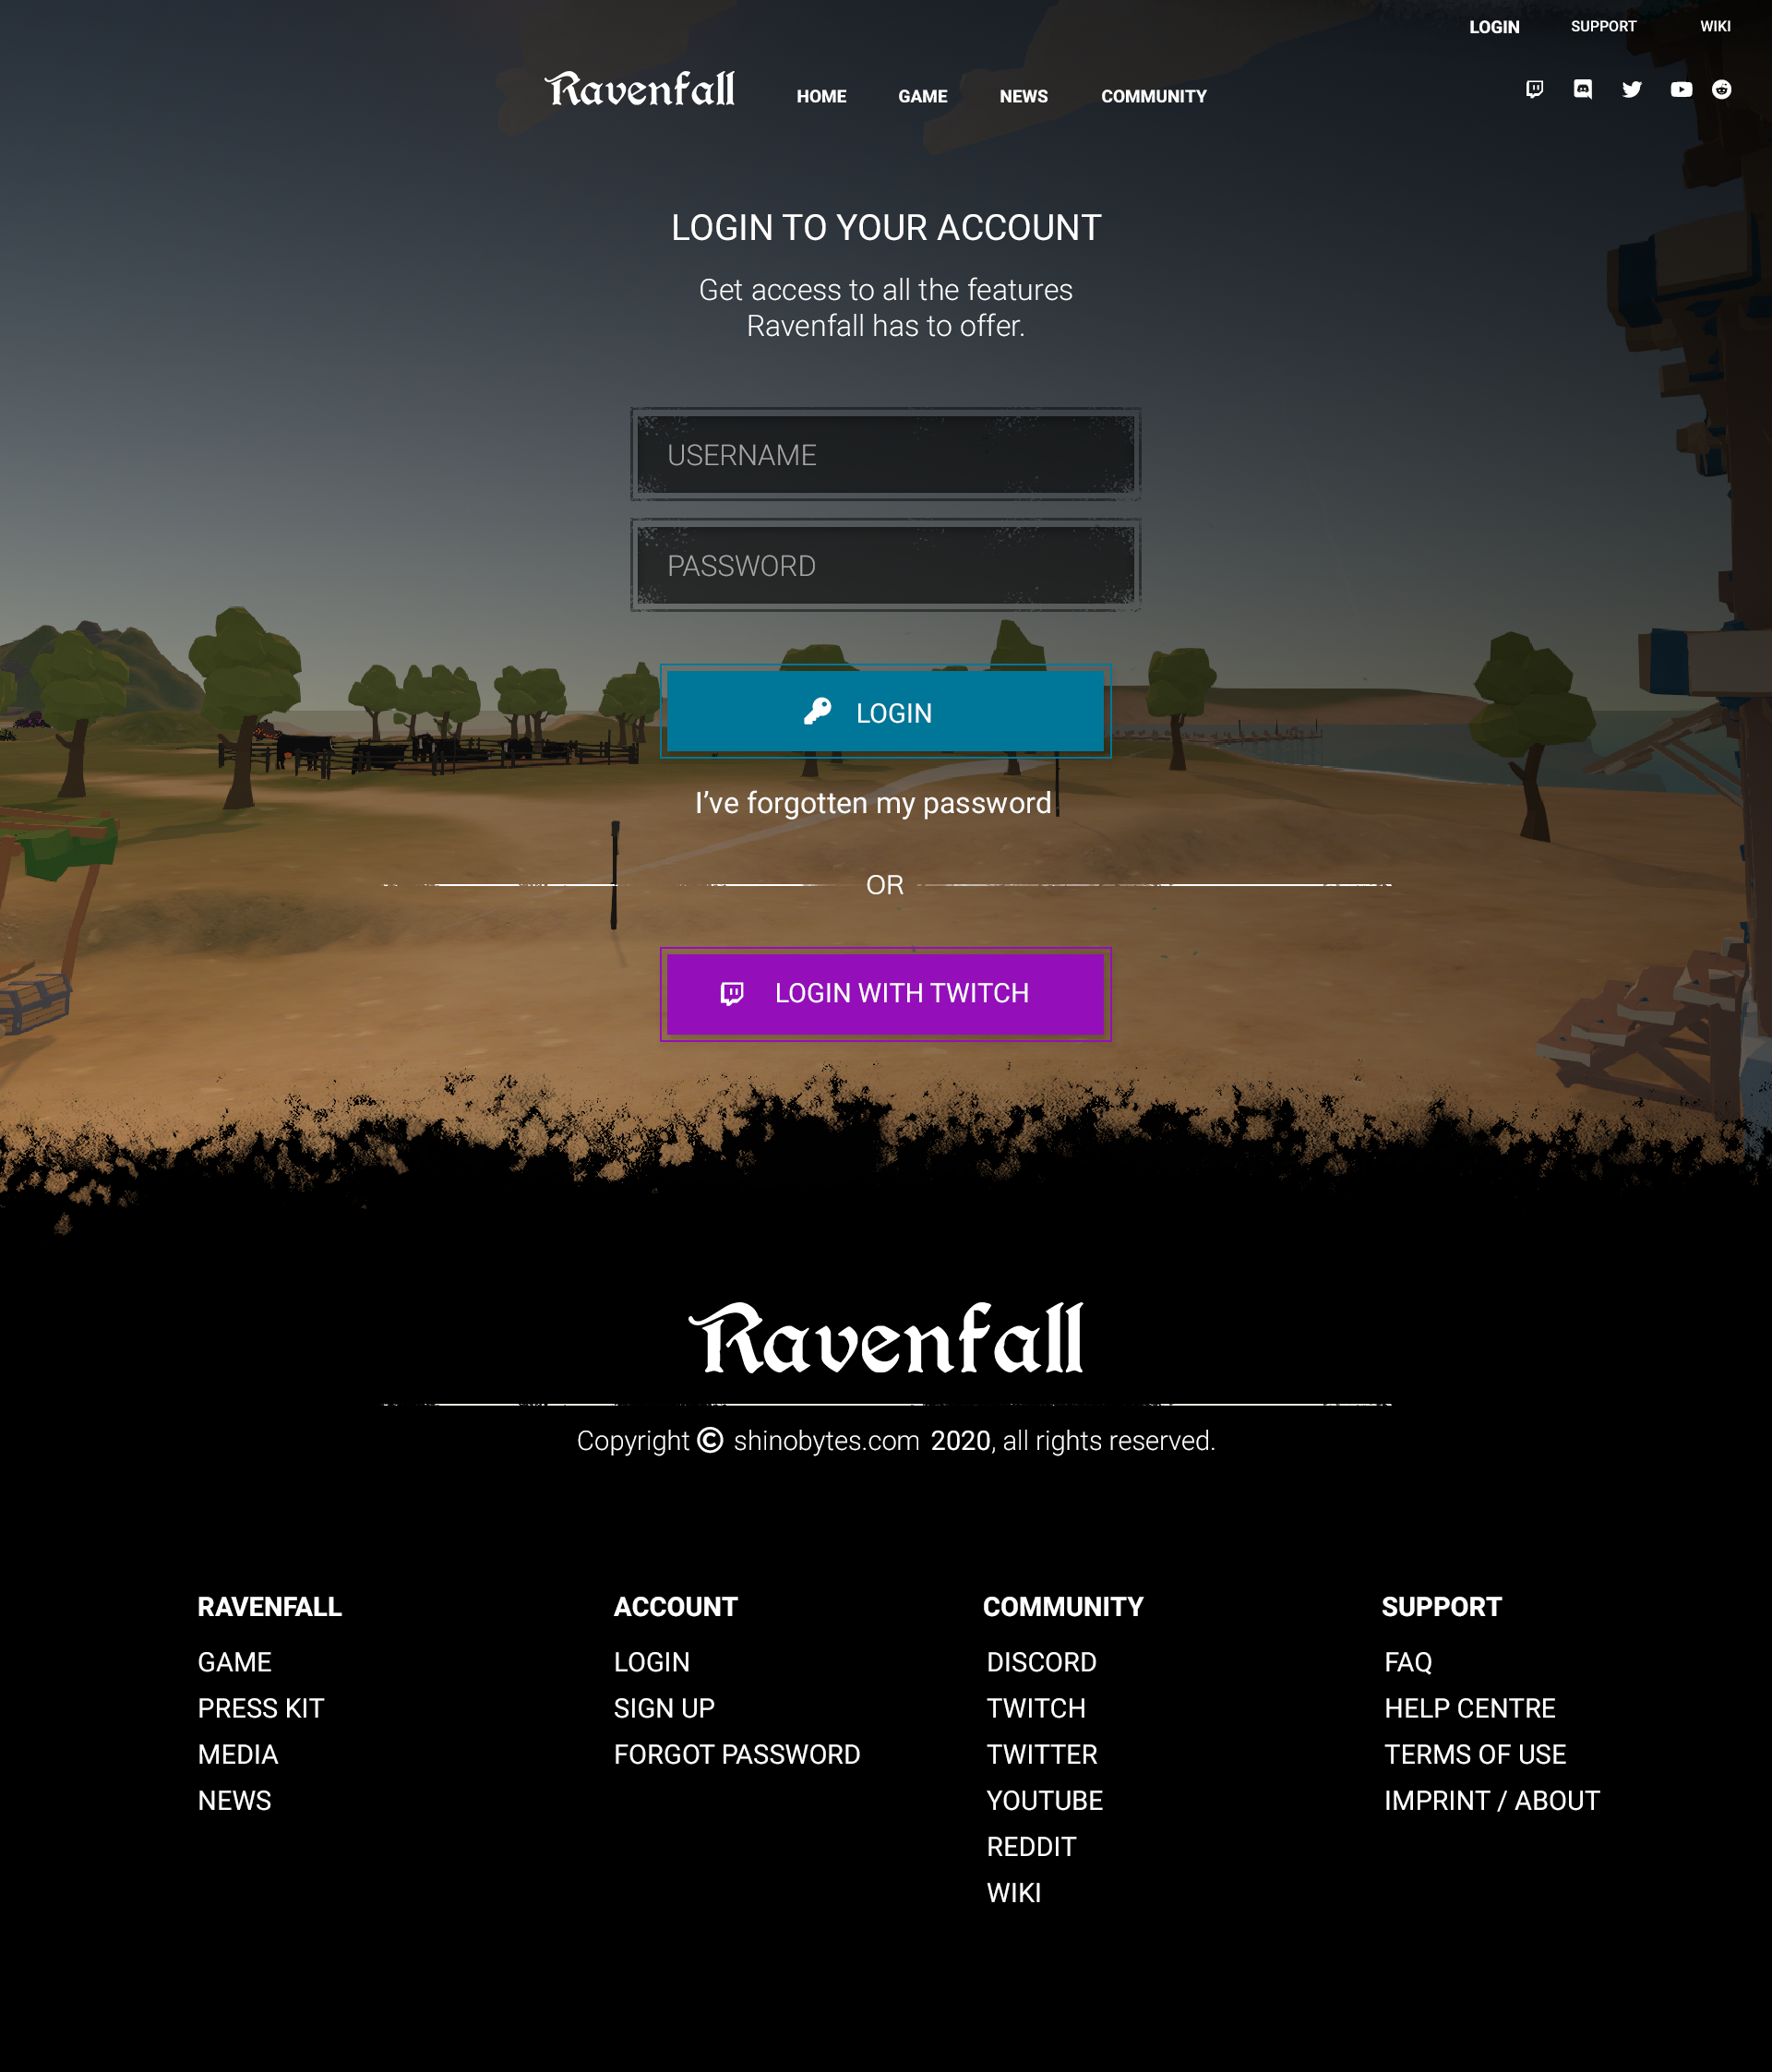 LOGIN SUPPORT WIKI
Ravenfall HOME GAME NEWS COMMUNITY
LOGIN TO YOUR ACCOUNT
Get access to all the features
Ravenfall has to offer.
USERNAME
PASSWORD
LOGIN
I’ve forgotten my password
OR
LOGIN WITH TWITCH
Ravenfall
Copyright © shinobytes.com 2020, all rights reserved.
RAVENFALL
GAME
PRESS KIT
MEDIA
NEWS
ACCOUNT
LOGIN
SIGN UP
FORGOT PASSWORD
COMMUNITY
DISCORD
TWITCH
TWITTER
YOUTUBE
REDDIT
WIKI
SUPPORT
FAQ
HELP CENTRE
TERMS OF USE
IMPRINT / ABOUT